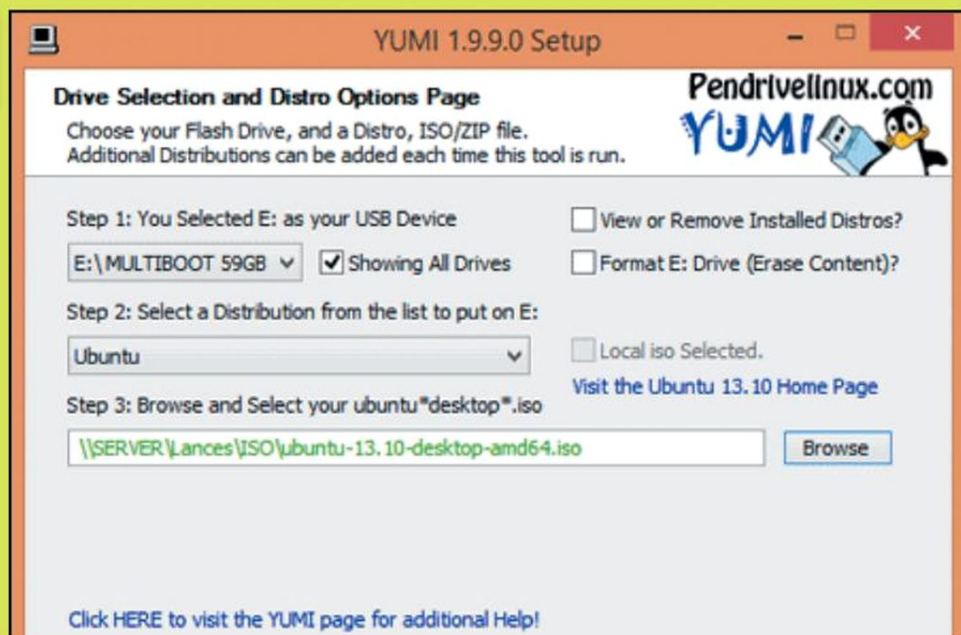 YUMI 1.9.9.0 Setup
Drive Selection and Distro Options Page
Choose your Flash Drive, and a Distro, ISO/ZIP file.
Additional Distributions can be added each time this tool is run.
Pendrivelinux.com
YUMI
Step 1: You Selected E: as your USB Device
View or Remove Installed Distros?
E:\MULTIBOOT 59GB
Showing All Drives
Format E: Drive (Erase Content)?
Step 2: Select a Distribution from the list to put on E:
Ubuntu
Local iso Selected.
Visit the Ubuntu 13.10 Home Page
Step 3: Browse and Select your ubuntu*desktop*.iso
\\SERVER\Lances\ISO\ubuntu-13.10-desktop-amd64.iso
Browse
Click HERE to visit the YUMI page for additional Help!